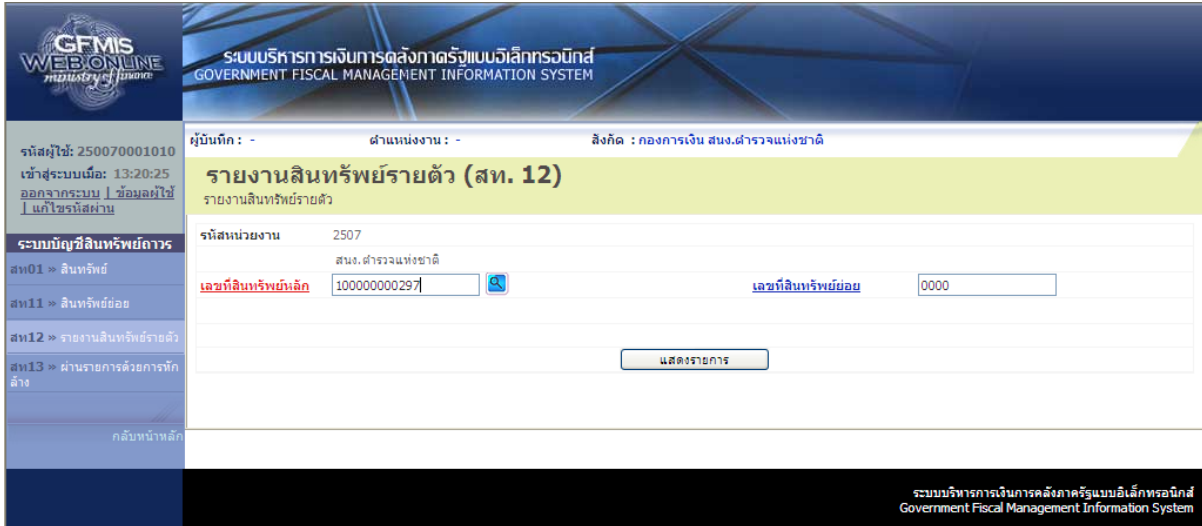 GFMIS
WEB ONLINE
ministry of finance
ระบบบริหารการเงินการคลังภาครัฐแบบอิเล็กทรอนิกส์
GOVERNMENT FISCAL MANAGEMENT INFORMATION SYSTEM
รหัสผู้ใช้: 250070001010
เข้าสู่ระบบเมื่อ: 13:20:25
ออกจากระบบ | ข้อมูลผู้ใช้
| แก้ไขรหัสผ่าน
ผู้บันทึก : - ตำแหน่งงาน : - สังกัด : กองการเงิน สนง.ตำรวจแห่งชาติ
รายงานสินทรัพย์รายตัว (สท. 12)
รายงานสินทรัพย์รายตัว
ระบบบัญชีสินทรัพย์ถาวร
สท01 » สินทรัพย์
สท11 » สินทรัพย์ย่อย
สท12 » รายงานสินทรัพย์รายตัว
สท13 » ผ่านรายการด้วยการหัก
ล้าง
กลับหน้าหลัก
รหัสหน่วยงาน 2507
สนง.ตำรวจแห่งชาติ
เลขที่สินทรัพย์หลัก 100000000297 เลขที่สินทรัพย์ย่อย 0000
แสดงรายการ
ระบบบริหารการเงินการคลังภาครัฐแบบอิเล็กทรอนิกส์
Government Fiscal Management Information System